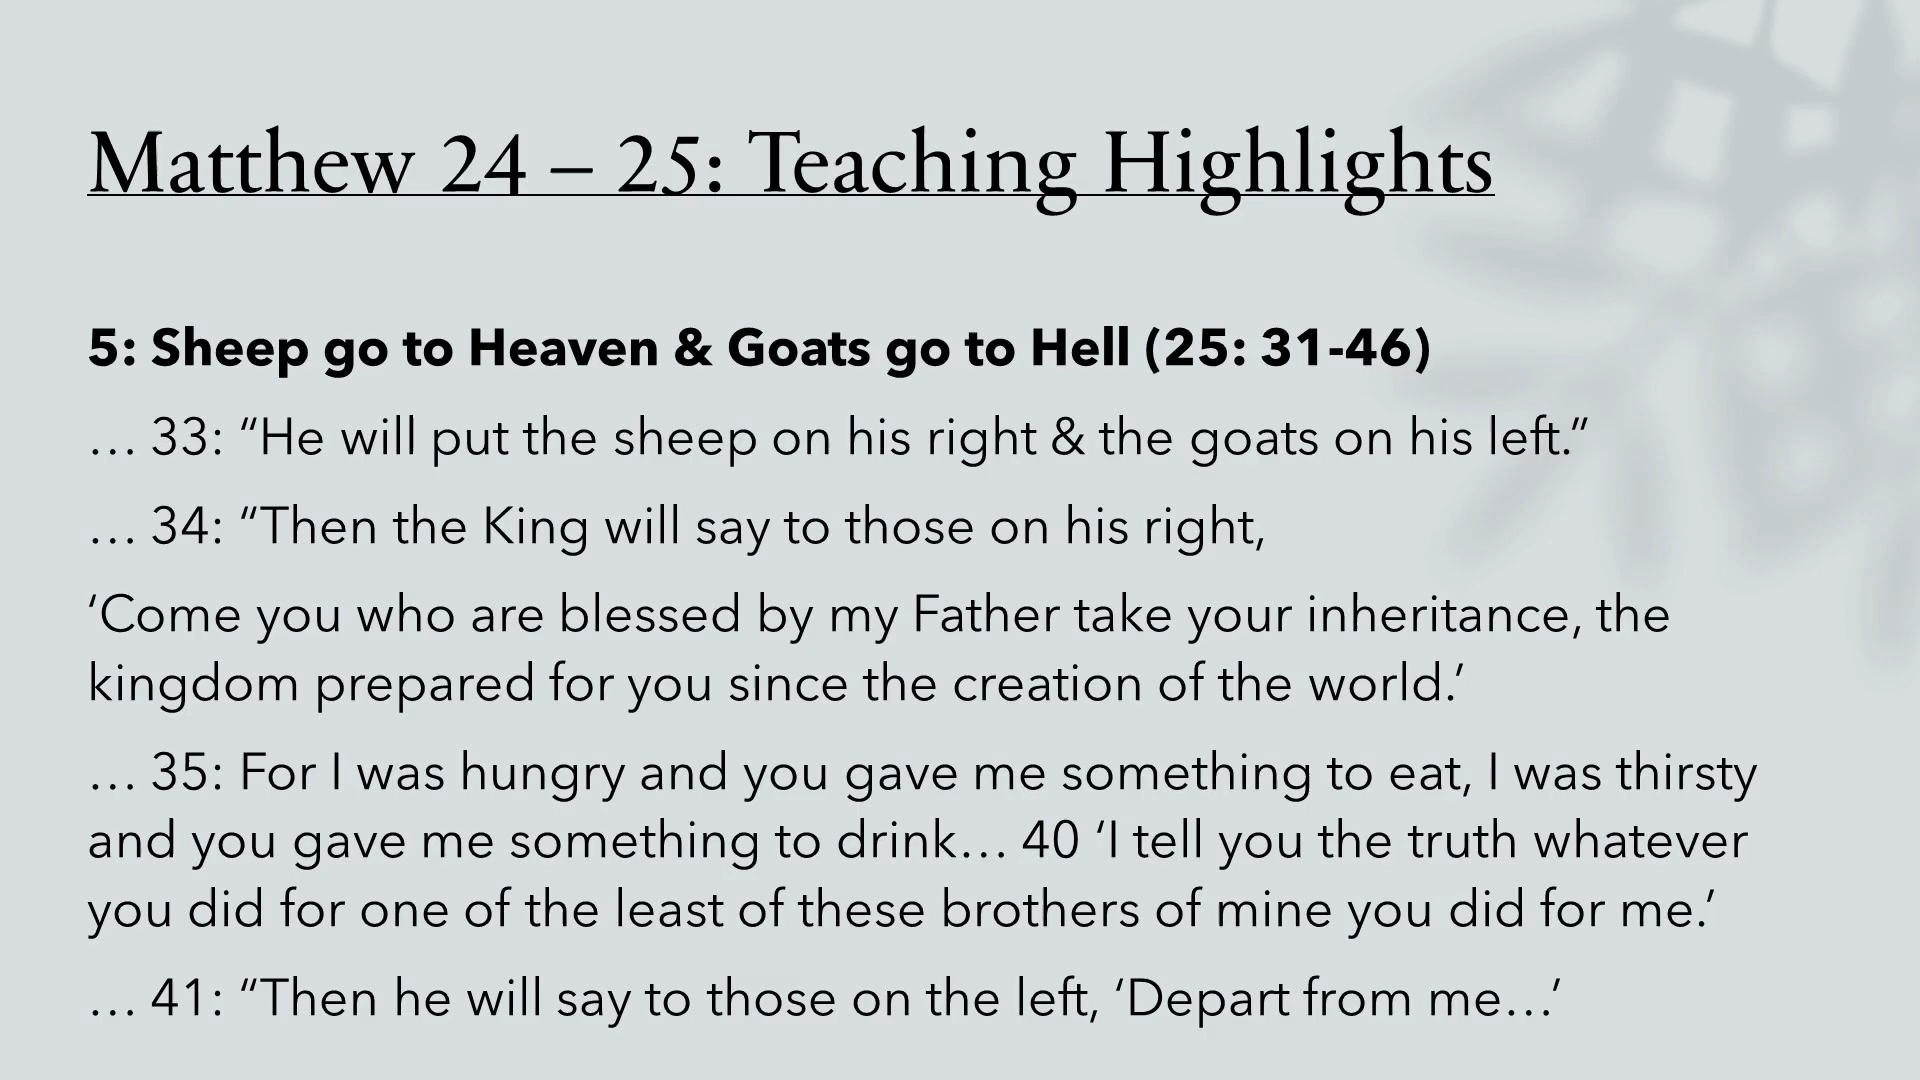 Matthew 24 – 25: Teaching Highlights
5: Sheep go to Heaven & Goats go to Hell (25: 31-46)
… 33: “He will put the sheep on his right & the goats on his left.”
… 34: “Then the King will say to those on his right,
‘Come you who are blessed by my Father take your inheritance, the
kingdom prepared for you since the creation of the world.’
… 35: For I was hungry and you gave me something to eat, I was thirsty
and you gave me something to drink… 40 ‘I tell you the truth whatever
you did for one of the least of these brothers of mine you did for me.’
… 41: “Then he will say to those on the left, ‘Depart from me…’